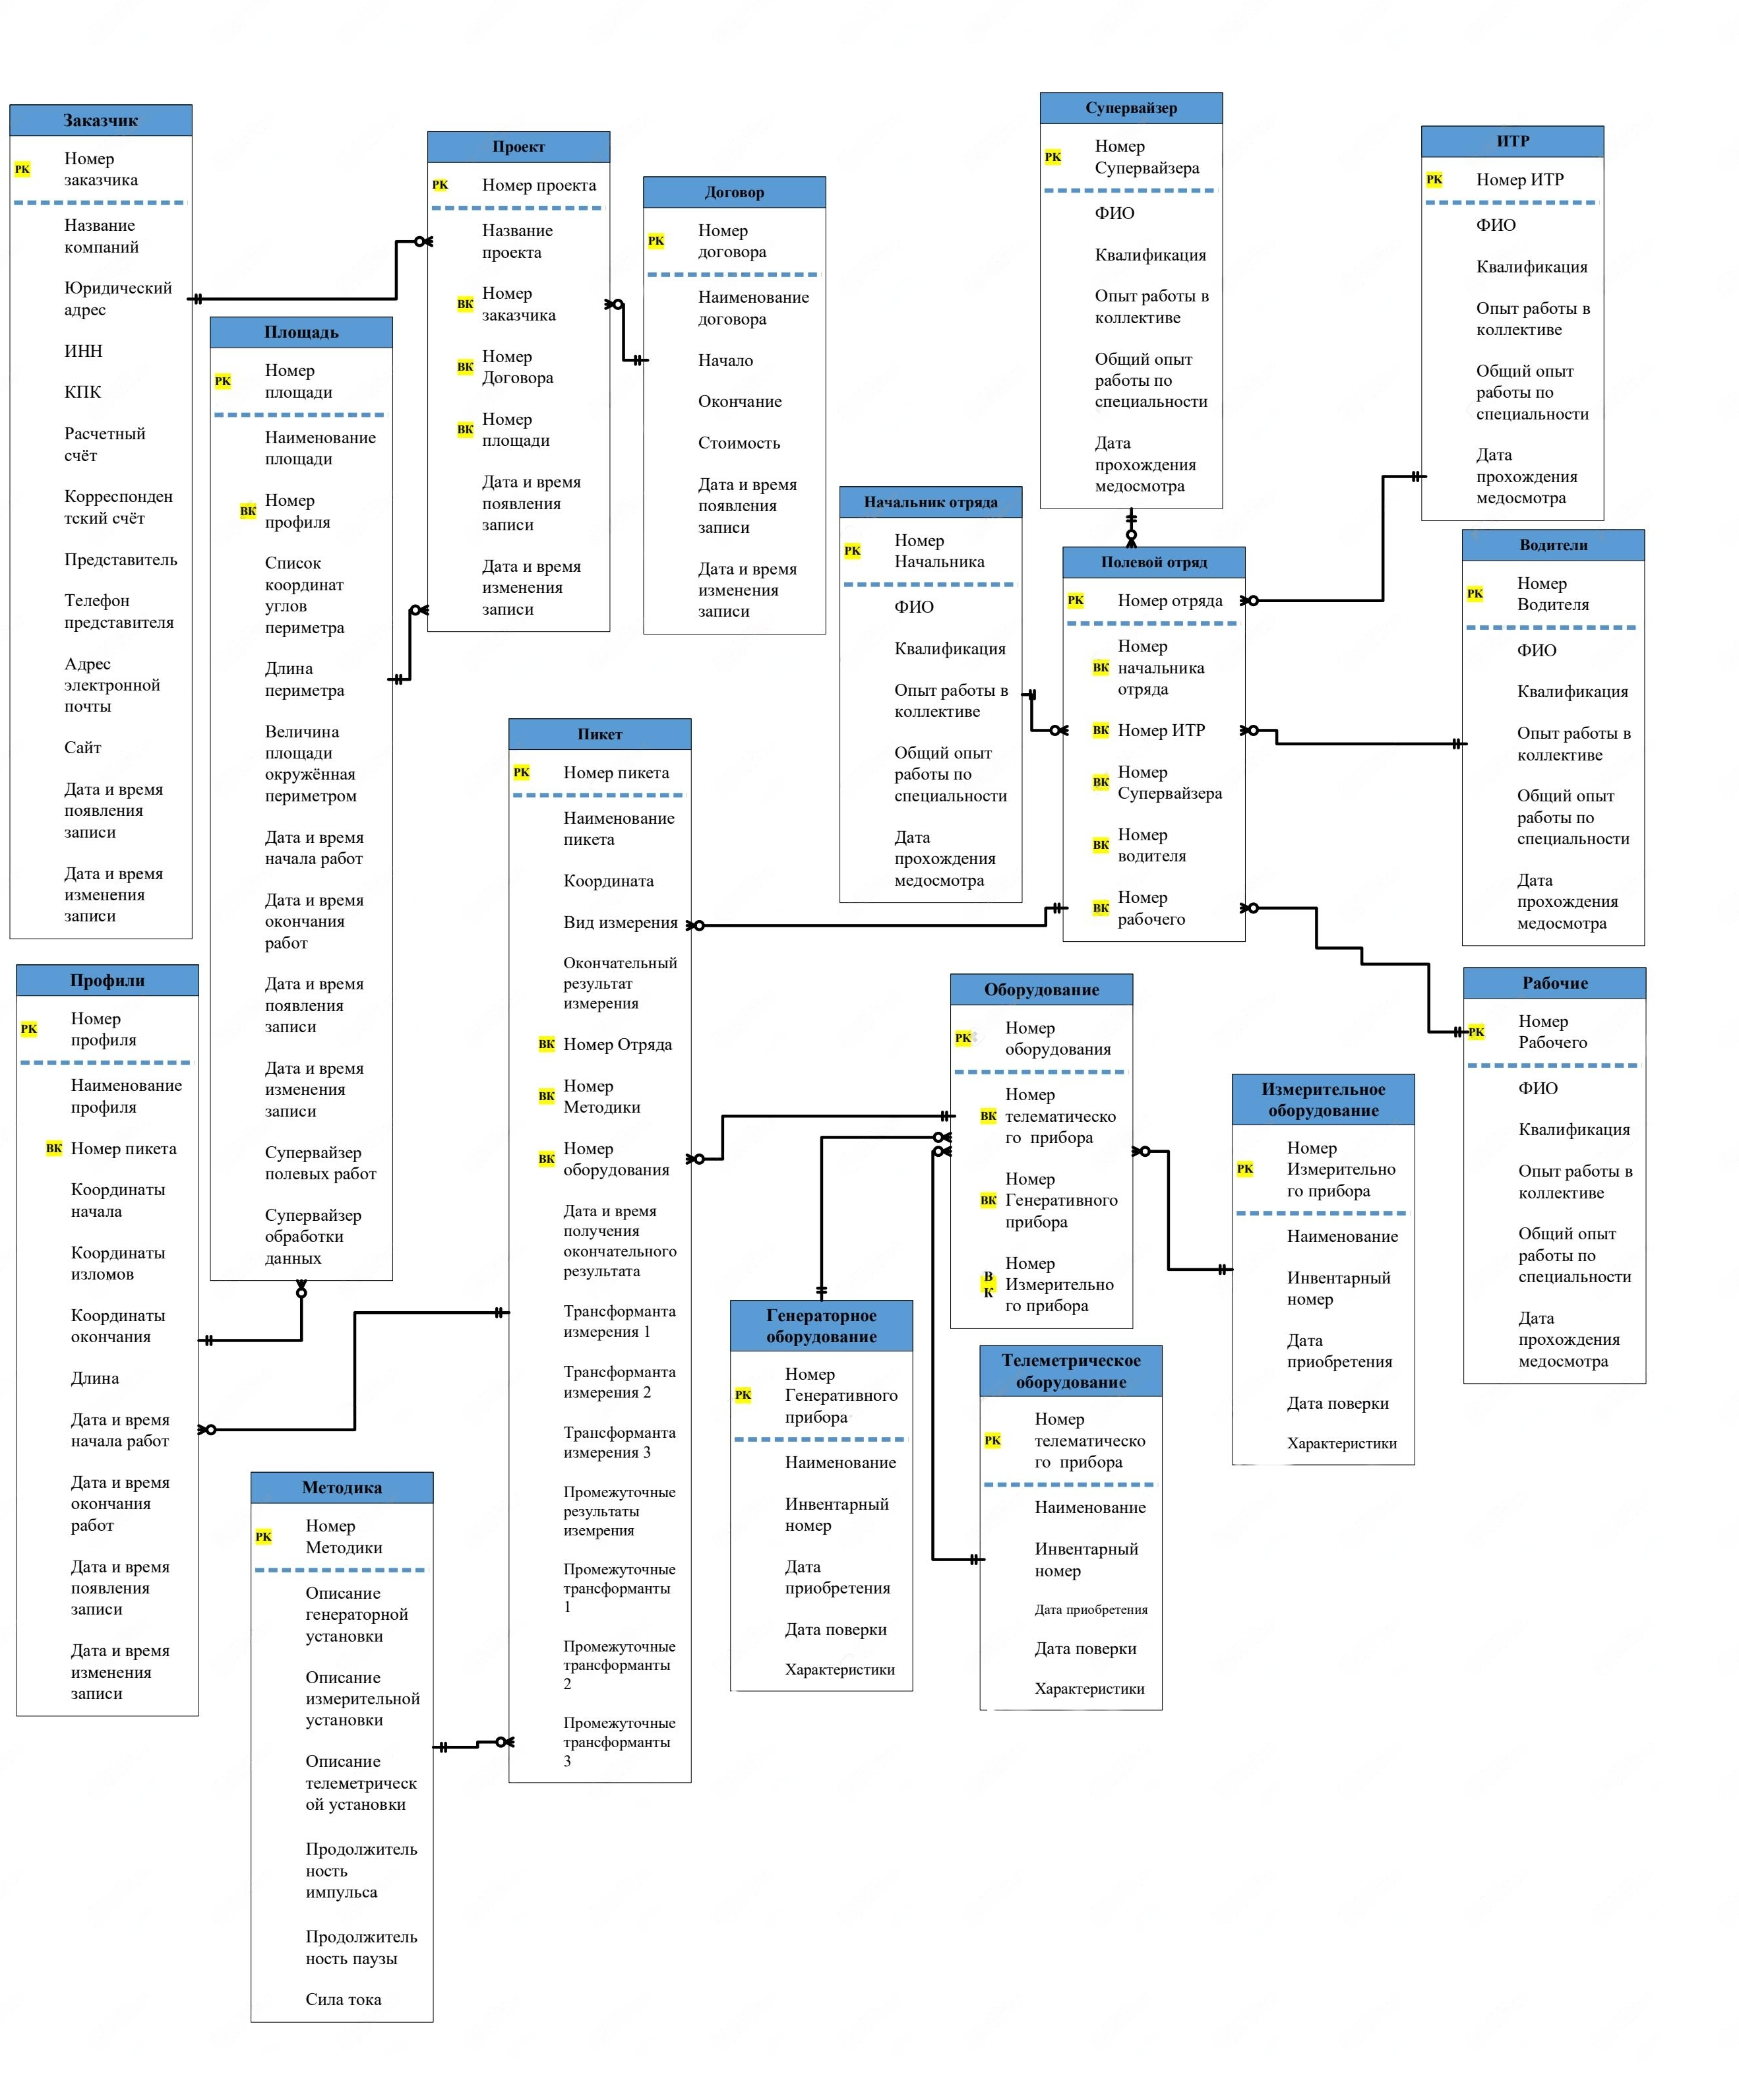 Заказчик
PK
Номер
заказчика
Название
компаний
Юридический
адрес
ИНН
КПК
Расчетный
счёт
Корреспонден
тский счёт
Представитель
Телефон
представителя
Адрес
электронной
почты
Сайт
Дата и время
появления
записи
Дата и время
изменения
записи
Площадь
PK
Номер
площади
Наименование
площади
ВК
Номер
профиля
Список
координат
углов
периметра
Длина
периметра
Величина
площади
окружённая
периметром
Дата и время
начала работ
Дата и время
окончания
работ
Дата и время
появления
записи
Дата и время
изменения
записи
Супервайзер
полевых работ
Супервайзер
обработки
данных
Проект
PK
Номер проекта
Название
проекта
ВК
Номер
заказчика
ВК
Номер
Договора
ВК
Номер
площади
Дата и время
появления
записи
Дата и время
изменения
записи
Договор
PK
Номер
договора
Наименование
договора
Начало
Окончание
Стоимость
Дата и время
появления
записи
Дата и время
изменения
записи
Супервайзер
PK
Номер
Супервайзера
ФИО
Квалификация
Опыт работы в
коллективе
Общий опыт
работы по
специальности
Дата
прохождения
медосмотра
ИТР
PK
Номер ИТР
ФИО
Квалификация
Опыт работы в
коллективе
Общий опыт
работы по
специальности
Дата
прохождения
медосмотра
Начальник отряда
PK
Номер
Начальника
ФИО
Квалификация
Опыт работы в
коллективе
Общий опыт
работы по
специальности
Дата
прохождения
медосмотра
Полевой отряд
PK
Номер отряда
ВК
Номер
начальника
отряда
ВК
Номер ИТР
ВК
Номер
Супервайзера
ВК
Номер
водителя
ВК
Номер
рабочего
Водители
PK
Номер
Водителя
ФИО
Квалификация
Опыт работы в
коллективе
Общий опыт
работы по
специальности
Дата
прохождения
медосмотра
Профили
PK
Номер
профиля
Наименование
профиля
ВК
Номер пикета
Координаты
начала
Координаты
изломов
Координаты
окончания
Длина
Дата и время
начала работ
Дата и время
окончания
работ
Дата и время
появления
записи
Дата и время
изменения
записи
Пикет
PK
Номер пикета
Наименование
пикета
Координата
Вид измерения
Окончательный
результат
измерения
ВК
Номер Отряда
ВК
Номер
Методики
ВК
Номер
оборудования
Дата и время
получения
окончательного
результата
Трансформанта
измерения 1
Трансформанта
измерения 2
Трансформанта
измерения 3
Промежуточные
результаты
иземрения
Промежуточные
трансформанты
1
Промежуточные
трансформанты
2
Промежуточные
трансформанты
3
Оборудование
PK
Номер
оборудования
ВК
Номер
телематическо
го прибора
ВК
Номер
Генеративного
прибора
В
К
Номер
Измерительно
го прибора
Измерительное
оборудование
PK
Номер
Измерительно
го прибора
Наименование
Инвентарный
номер
Дата
приобретения
Дата поверки
Характеристики
Рабочие
PK
Номер
Рабочего
ФИО
Квалификация
Опыт работы в
коллективе
Общий опыт
работы по
специальности
Дата
прохождения
медосмотра
Генераторное
оборудование
PK
Номер
Генеративного
прибора
Наименование
Инвентарный
номер
Дата
приобретения
Дата поверки
Характеристики
Телеметрическое
оборудование
PK
Номер
телематическо
го прибора
Наименование
Инвентарный
номер
Дата приобретения
Дата поверки
Характеристики
Методика
PK
Номер
Методики
Описание
генераторной
установки
Описание
измерительной
установки
Описание
телеметрическ
ой установки
Продолжитель
ность
импульса
Продолжитель
ность паузы
Сила тока